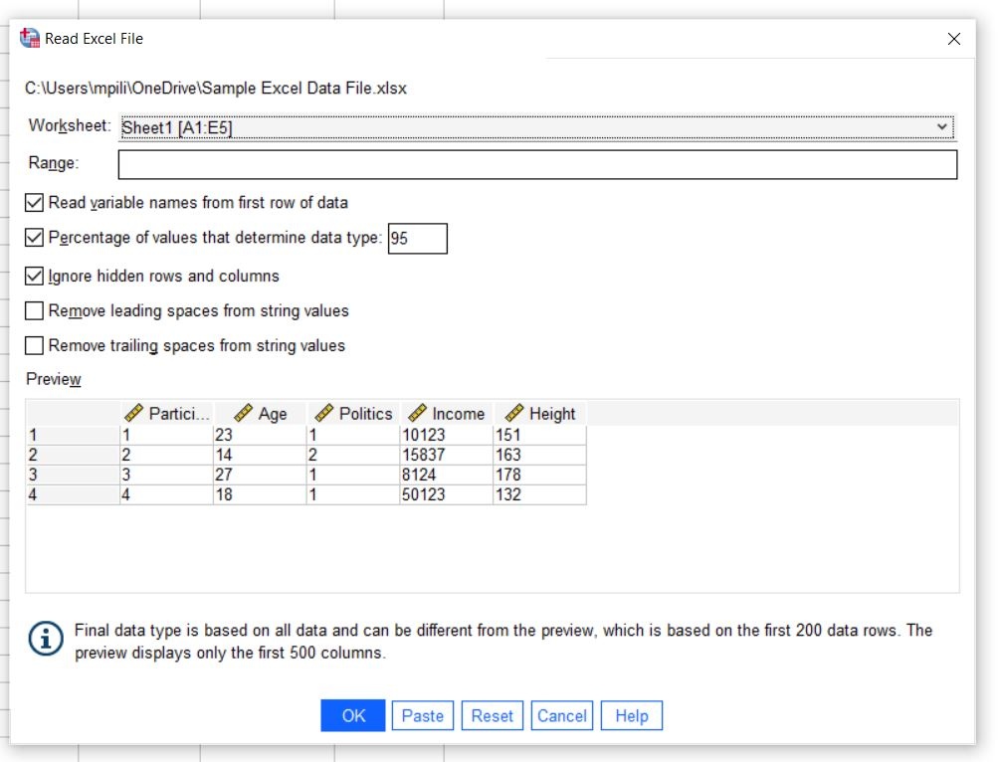 Read Excel File
C:\Users\mpili\OneDrive\Sample Excel Data File.xlsx
Worksheet: Sheet1 [A1:E5]
Range:
Read variable names from first row of data
Percentage of values that determine data type: 95
Ignore hidden rows and columns
Remove leading spaces from string values
Remove trailing spaces from string values
Preview
Partici... Age Politics Income Height
1 1 23 1 10123 151
2 2 14 2 15837 163
3 3 27 1 8124 178
4 4 18 1 50123 132
Final data type is based on all data and can be different from the preview, which is based on the first 200 data rows. The
preview displays only the first 500 columns.
OK Paste Reset Cancel Help